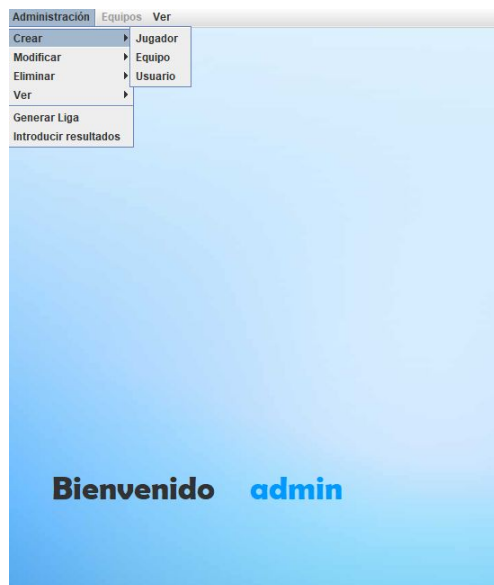 Administración Equipos Ver
Crear Jugador
Modificar Equipo
Eliminar Usuario
Ver
Generar Liga
Introducir resultados
Bienvenido admin